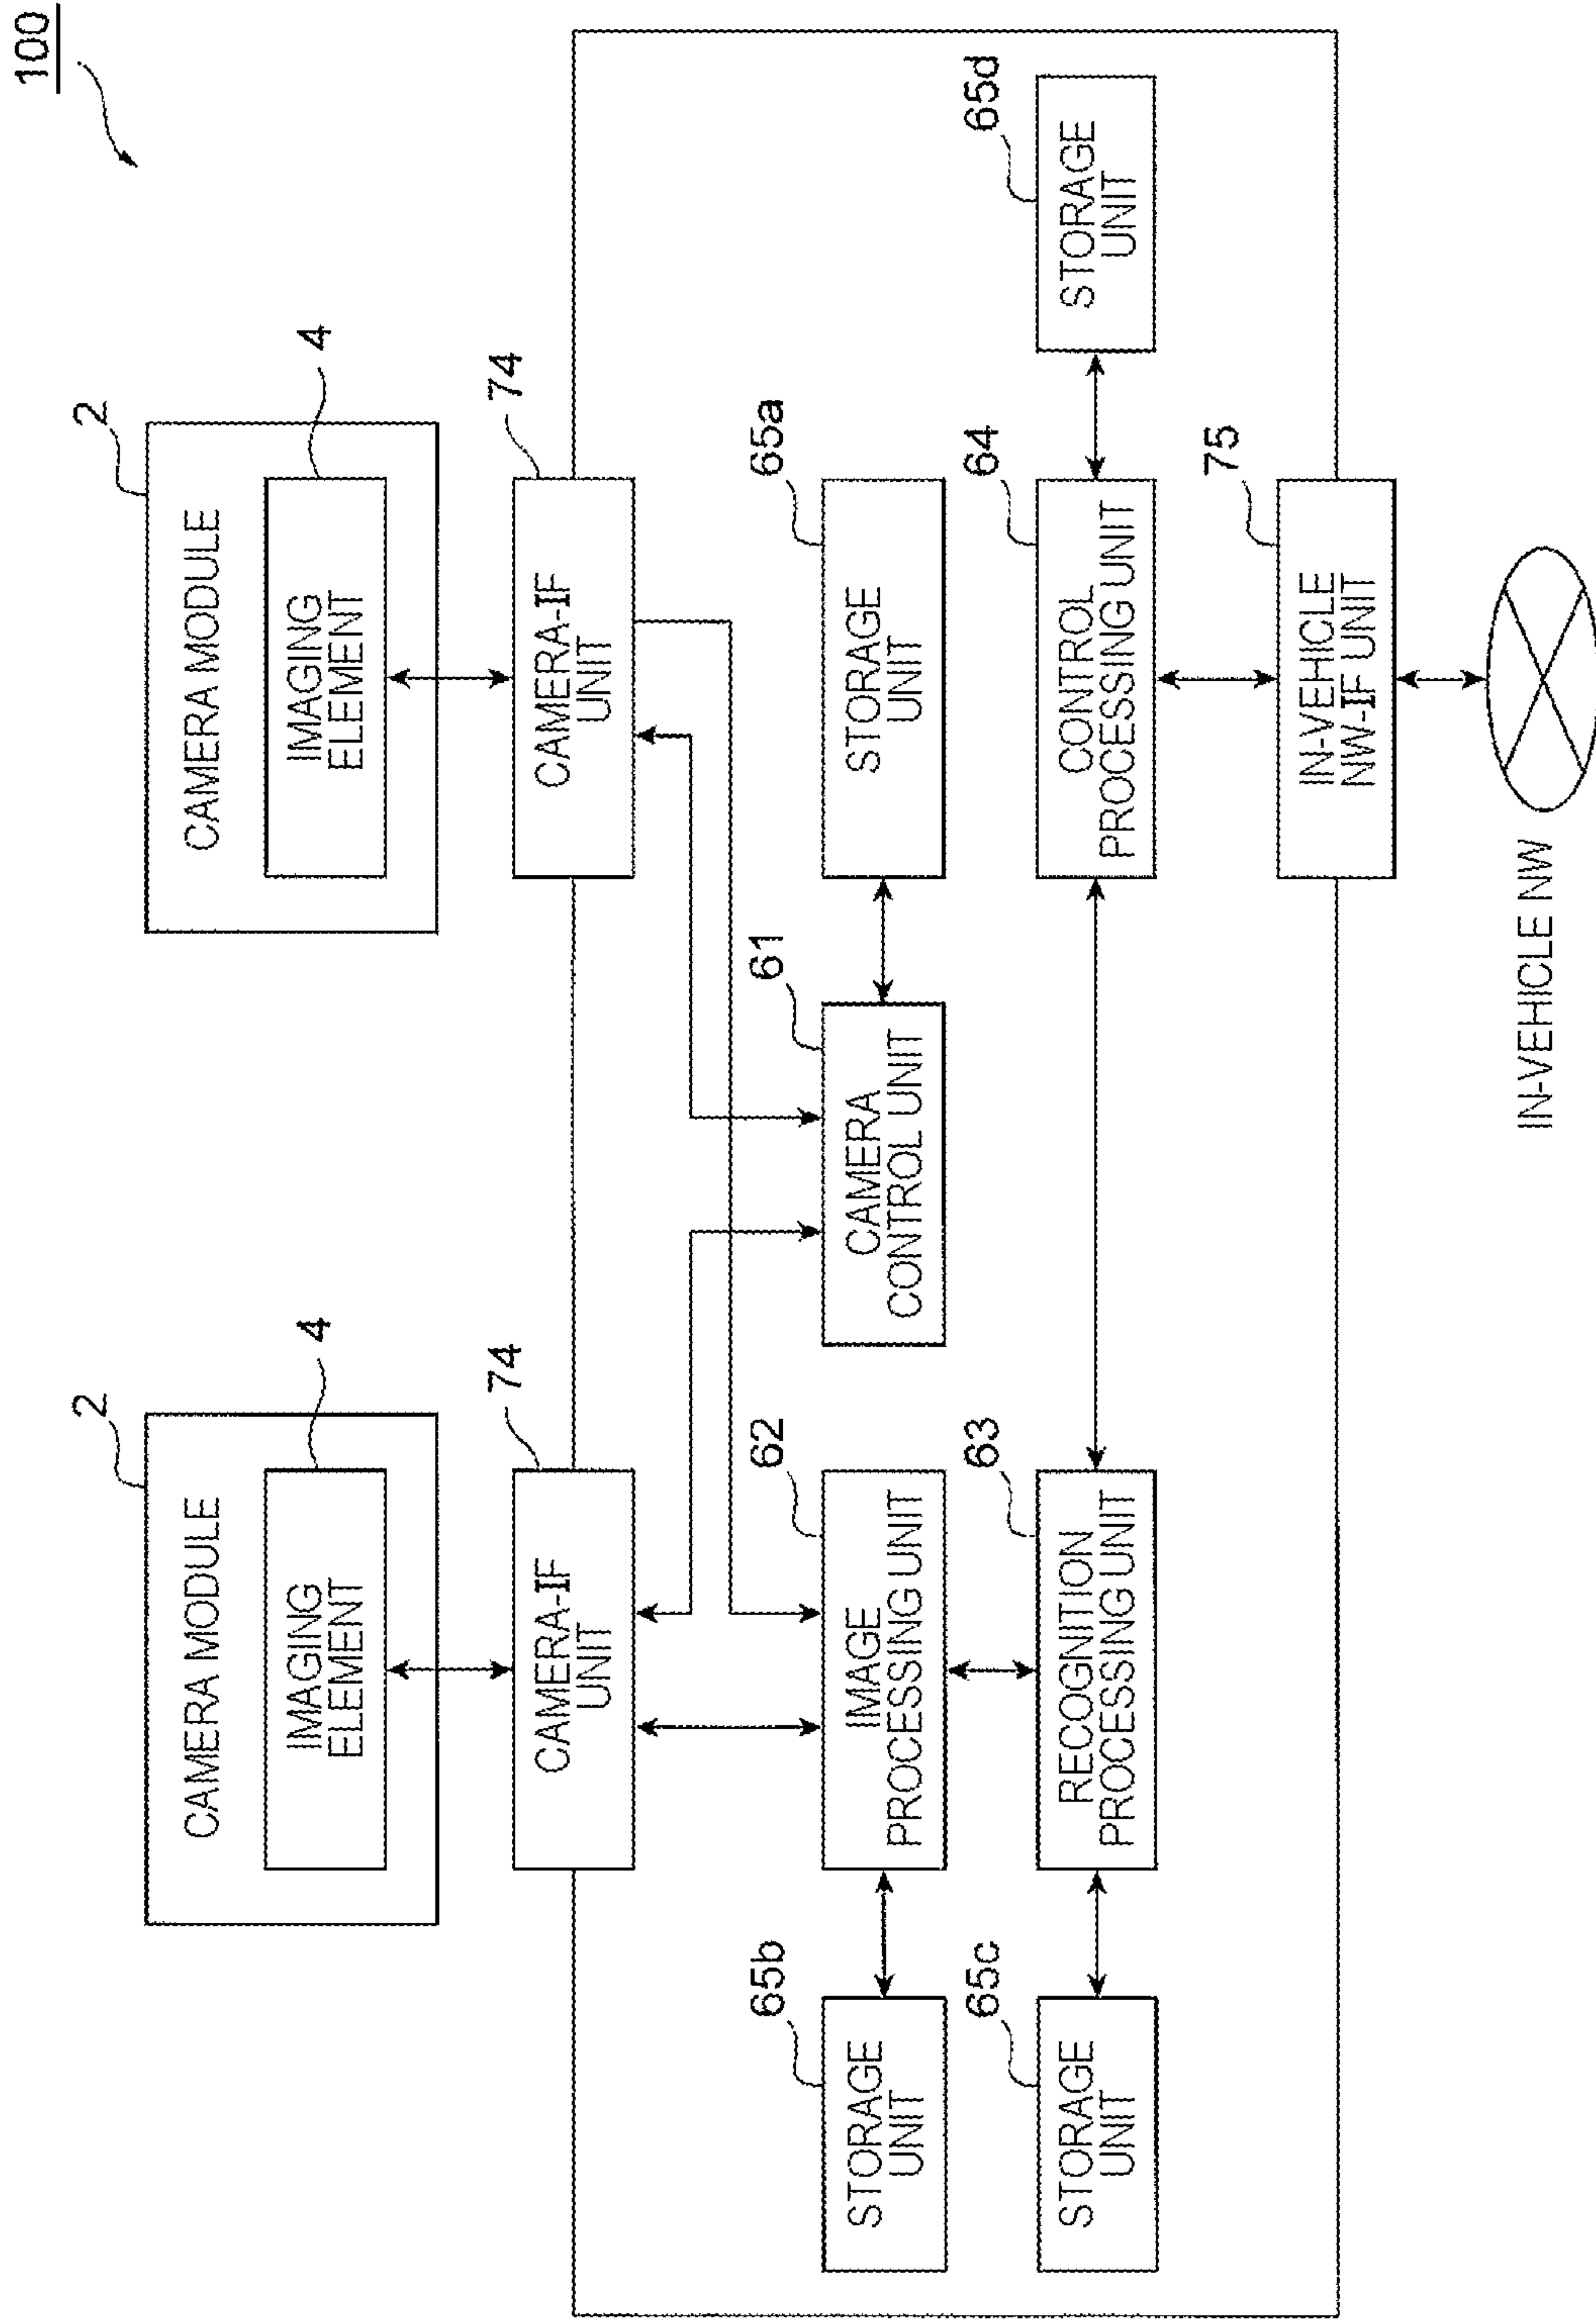 100
2
2
CAMERA MODULE
CAMERA MODULE
4
4
IMAGING
ELEMENT
IMAGING
ELEMENT
74
74
CAMERA-IF
UNIT
CAMERA-IF
UNIT
65b
62
61
65a
STORAGE
UNIT
IMAGE
PROCESSING UNIT
CAMERA
CONTROL UNIT
STORAGE
UNIT
65c
63
64
65d
STORAGE
UNIT
RECOGNITION
PROCESSING UNIT
CONTROL
PROCESSING UNIT
STORAGE
UNIT
75
IN-VEHICLE
NW-IF UNIT
IN-VEHICLE NW